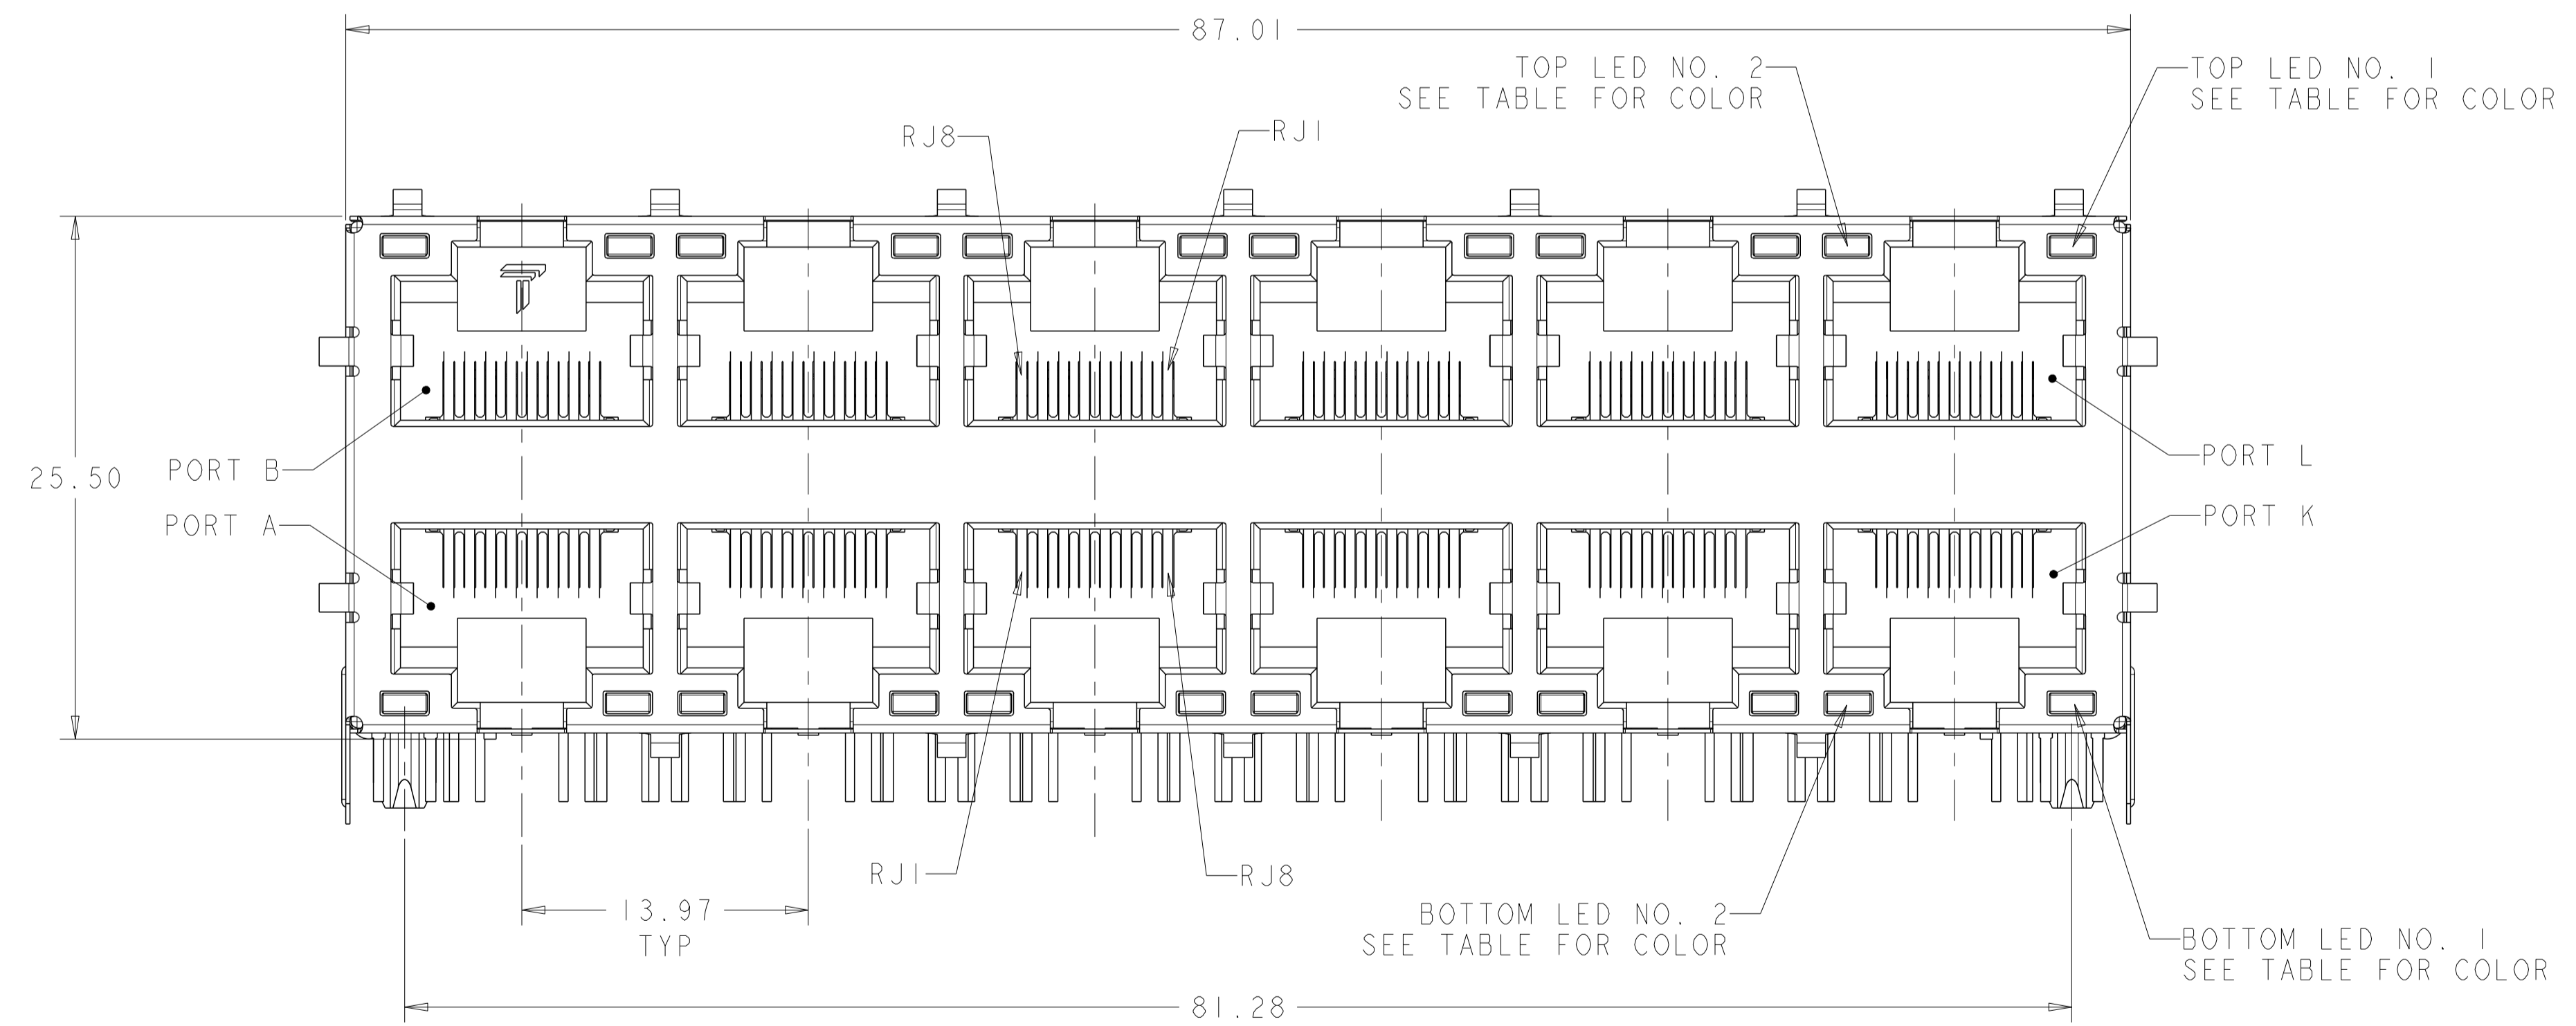 87.01
TOP LED NO. 2
SEE TABLE FOR COLOR
TOP LED NO. 1
SEE TABLE FOR COLOR
RJ8
RJ1
25.50
PORT B
PORT A
PORT L
PORT K
RJ1
RJ8
13.97
TYP
BOTTOM LED NO. 2
SEE TABLE FOR COLOR
BOTTOM LED NO. 1
SEE TABLE FOR COLOR
81.28